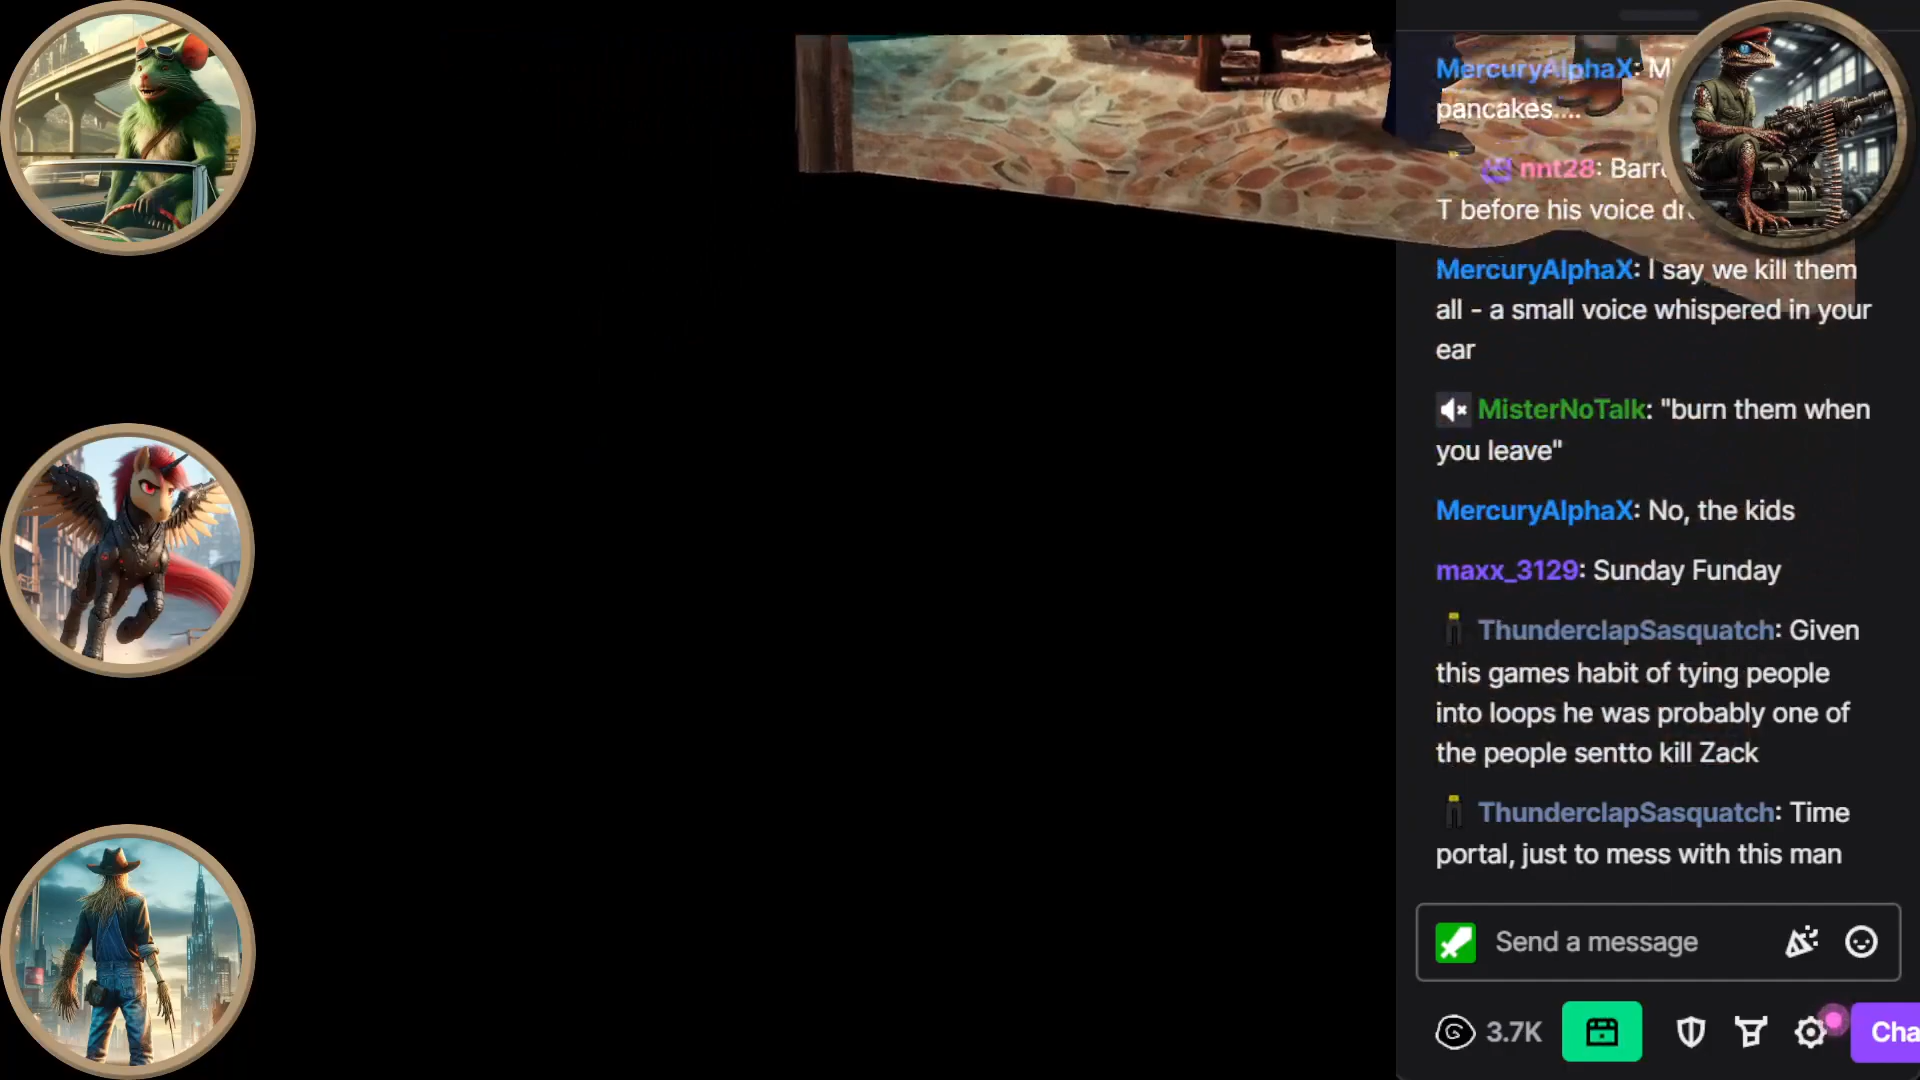 MercuryAlphaX: M
pancakes....
nnt28: Barr
T before his voice
MercuryAlphaX: I say we kill them
all - a small voice whispered in your
ear
MisterNoTalk: "burn them when
you leave"
MercuryAlphaX: No, the kids
maxx_3129: Sunday Funday
ThunderclapSasquatch: Given
this games habit of tying people
into loops he was probably one of
the people sentto kill Zack
ThunderclapSasquatch: Time
portal, just to mess with this man
Send a message
3.7K
Cha